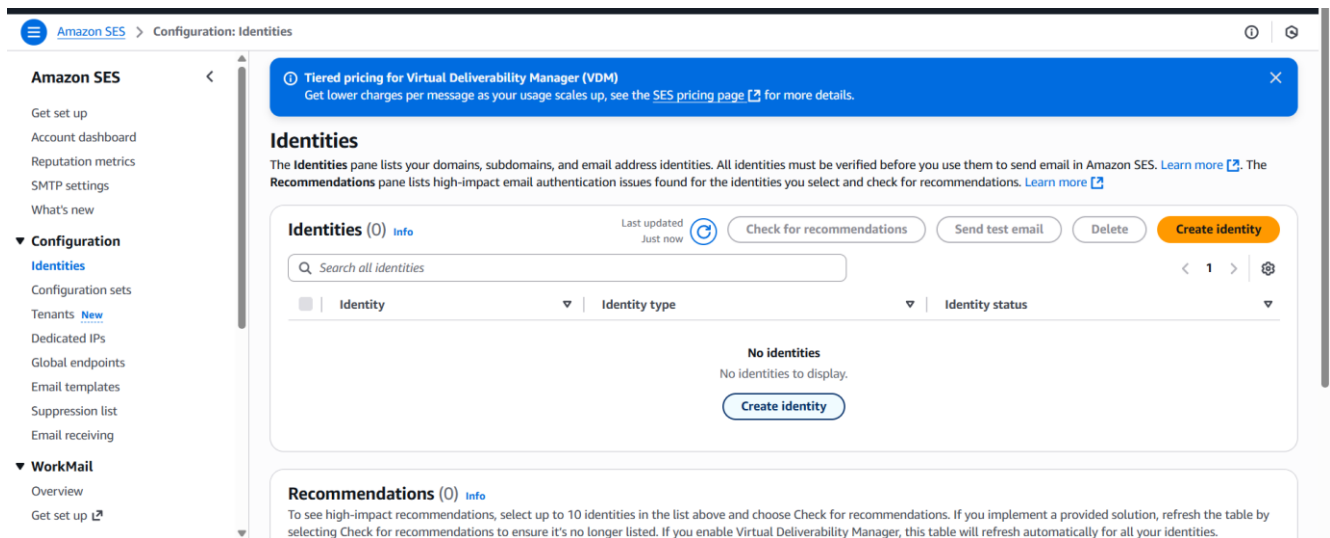 Amazon SES > Configuration: Identities
Amazon SES
Get set up
Account dashboard
Reputation metrics
SMTP settings
What's new
Configuration
Identities
Configuration sets
Tenants New
Dedicated IPs
Global endpoints
Email templates
Suppression list
Email receiving
WorkMail
Overview
Get set up
Tiered pricing for Virtual Deliverability Manager (VDM)
Get lower charges per message as your usage scales up, see the SES pricing page for more details.
Identities
The Identities pane lists your domains, subdomains, and email address identities. All identities must be verified before you use them to send email in Amazon SES. Learn more. The
Recommendations pane lists high-impact email authentication issues found for the identities you select and check for recommendations. Learn more
Identities (0) Info
Last updated
Just now
Check for recommendations
Send test email
Delete
Create identity
Search all identities
1
Identity
Identity type
Identity status
No identities
No identities to display.
Create identity
Recommendations (0) Info
To see high-impact recommendations, select up to 10 identities in the list above and choose Check for recommendations. If you implement a provided solution, refresh the table by
selecting Check for recommendations to ensure it's no longer listed. If you enable Virtual Deliverability Manager, this table will refresh automatically for all your identities.